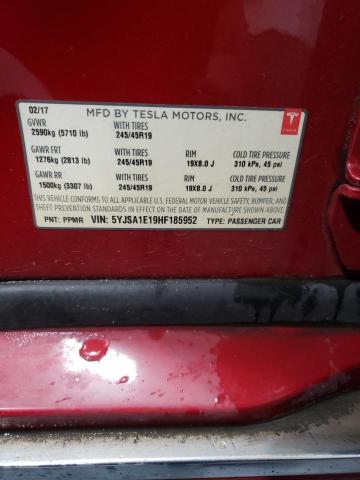 02/17 MFD BY TESLA MOTORS, INC.
TESLA
GVWR WITH TIRES
2590kg (5710 lb) 245/45R19
GAWR FRT WITH TIRES RIM COLD TIRE PRESSURE
1276kg (2813 lb) 245/45R19 19X8.0 J 310 kPa, 45 psi
GAWR RR WITH TIRES RIM COLD TIRE PRESSURE
1500kg (3307 lb) 245/45R19 19X8.0 J 310 kPa, 45 psi
THIS VEHICLE CONFORMS TO ALL APPLICABLE U.S. FEDERAL MOTOR VEHICLE SAFETY, BUMPER, AND
THEFT PREVENTION STANDARDS IN EFFECT ON THE DATE OF MANUFACTURE SHOWN ABOVE.
PNT: PPMR VIN: 5YJSA1E19HF185952 TYPE: PASSENGER CAR